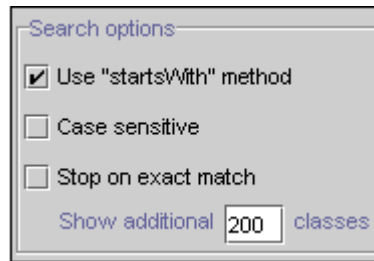 Search options
Use "startsWith" method
Case sensitive
Stop on exact match
Show additional 200 classes